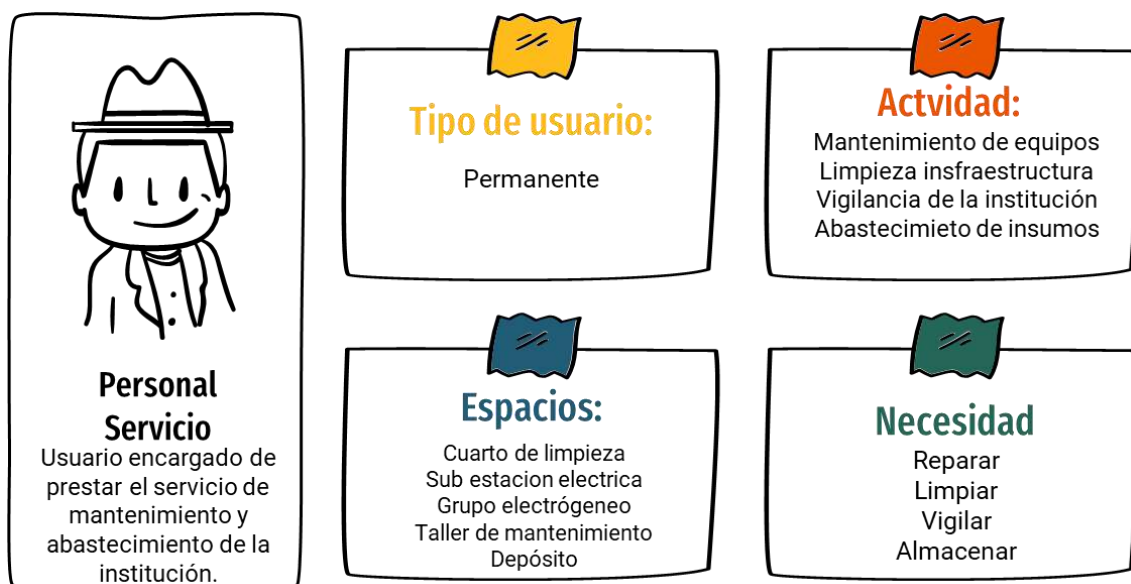 Personal
Servicio
Usuario encargado de
prestar el servicio de
mantenimiento y
abastecimiento de la
institución.
Tipo de usuario:
Permanente
Actvidad:
Mantenimiento de equipos
Limpieza insfraestructura
Vigilancia de la institución
Abastecimieto de insumos
Espacios:
Cuarto de limpieza
Sub estacion electrica
Grupo electrógeneo
Taller de mantenimiento
Depósito
Necesidad
Reparar
Limpiar
Vigilar
Almacenar